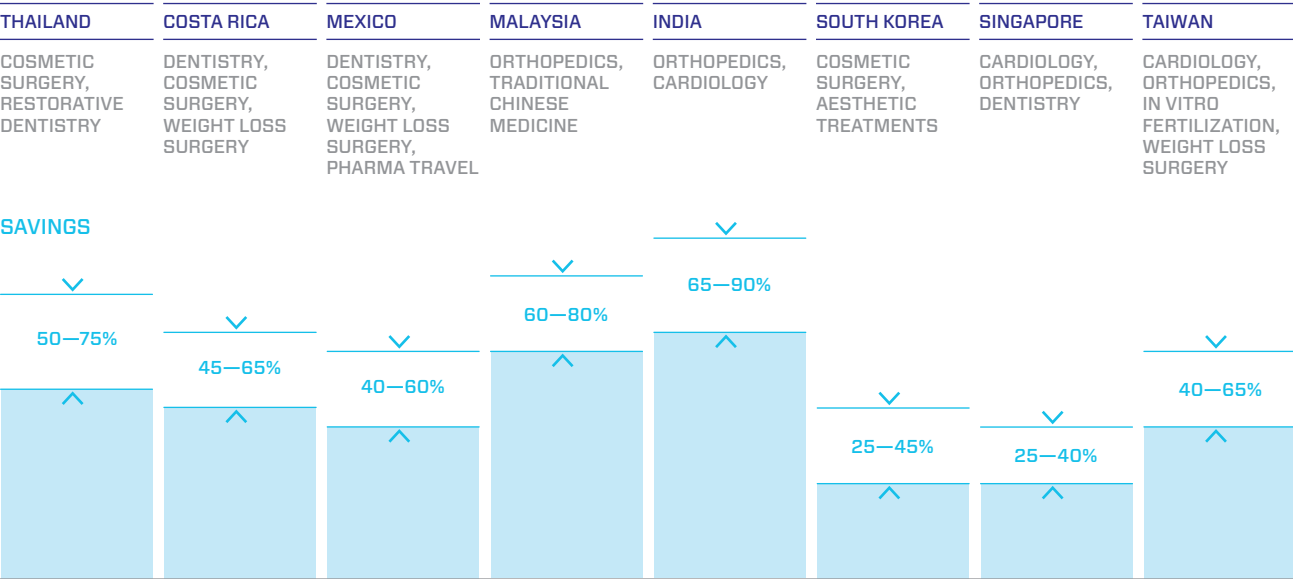 THAILAND
COSMETIC
SURGERY,
RESTORATIVE
DENTISTRY
COSTA RICA
DENTISTRY,
COSMETIC
SURGERY,
WEIGHT LOSS
SURGERY
MEXICO
DENTISTRY,
COSMETIC
SURGERY,
WEIGHT LOSS
SURGERY,
PHARMA TRAVEL
MALAYSIA
ORTHOPEDICS,
TRADITIONAL
CHINESE
MEDICINE
INDIA
ORTHOPEDICS,
CARDIOLOGY
SOUTH KOREA
COSMETIC
SURGERY,
AESTHETIC
TREATMENTS
SINGAPORE
CARDIOLOGY,
ORTHOPEDICS,
DENTISTRY
TAIWAN
CARDIOLOGY,
ORTHOPEDICS,
IN VITRO
FERTILIZATION,
WEIGHT LOSS
SURGERY
SAVINGS
50—75%
45—65%
40—60%
60—80%
65—90%
25—45%
25—40%
40—65%